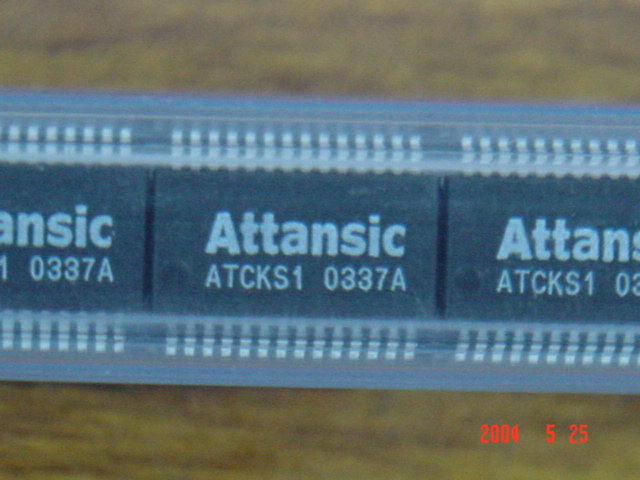 ansic
1 0337A
Attansic
ATCKS1 0337A
Attans
ATCKS1 03
2004 5 25